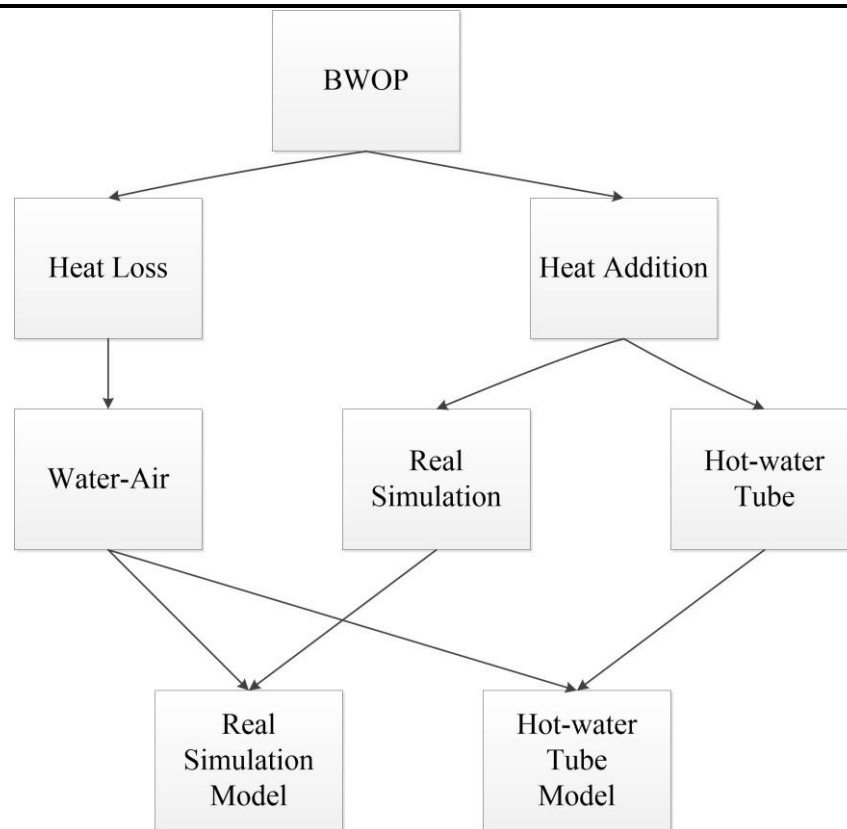 BWOP
Heat Loss
Heat Addition
Water-Air
Real
Simulation
Hot-water
Tube
Real
Simulation
Model
Hot-water
Tube
Model